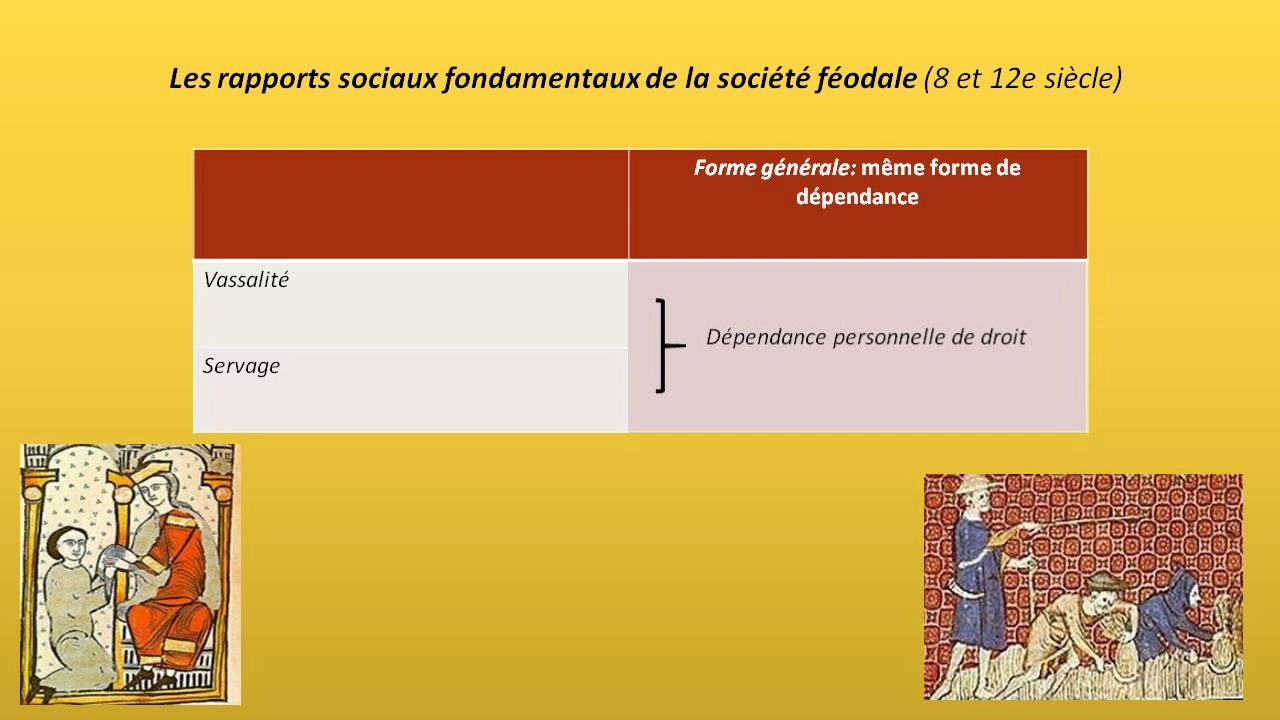 Les rapports sociaux fondamentaux de la société féodale (8 et 12e siècle)
Forme générale: même forme de
dépendance
Vassalité
Dépendance personnelle de droit
Servage